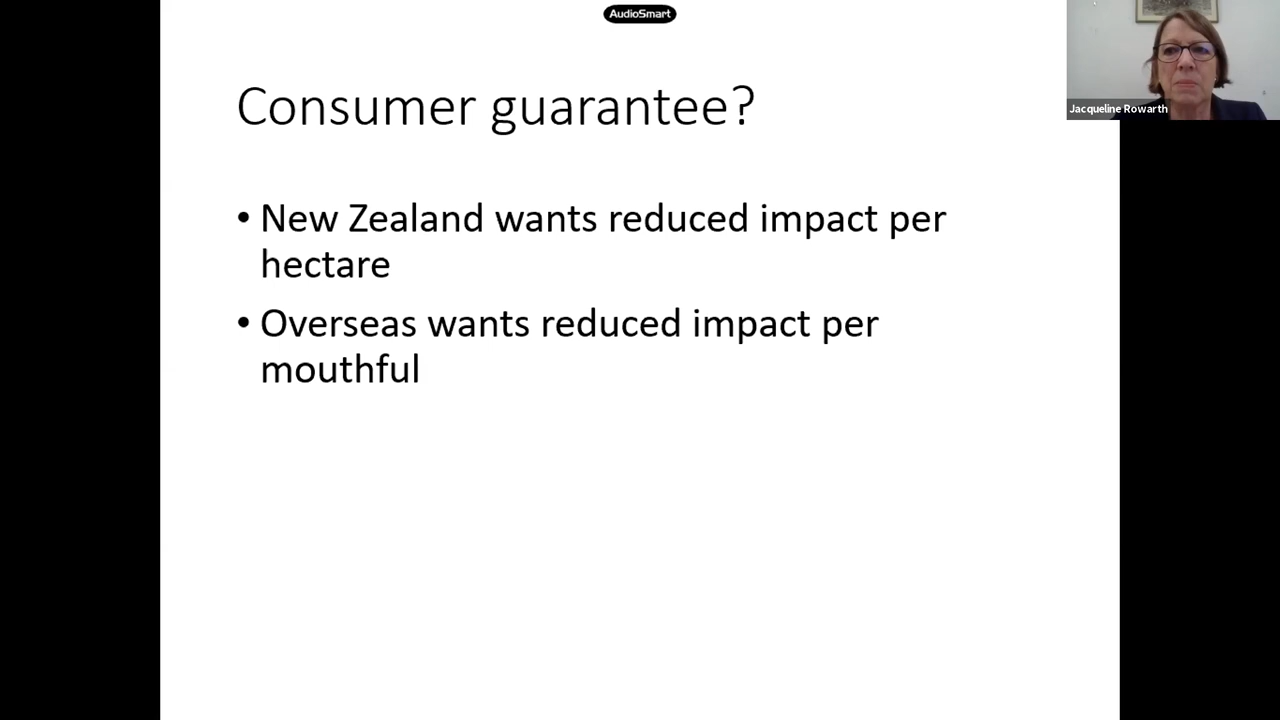 AudioSmart
Jacqueline Rowarth
Consumer guarantee?
• New Zealand wants reduced impact per
hectare
• Overseas wants reduced impact per
mouthful